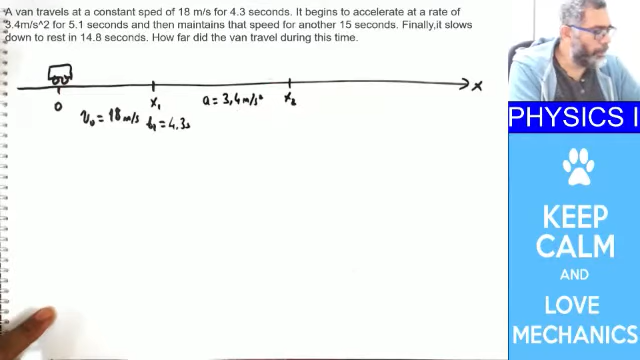 A van travels at a constant sped of 18 m/s for 4.3 seconds. It begins to accelerate at a rate of
3.4m/s^2 for 5.1 seconds and then maintains that speed for another 15 seconds. Finally,it slows
down to rest in 14.8 seconds. How far did the van travel during this time.
0
x₁
a = 3,4 m/s²
x₂
x
v₀ = 18 m/s
t₁ = 4.3s
PHYSICS I
KEEP
CALM
AND
LOVE
MECHANICS